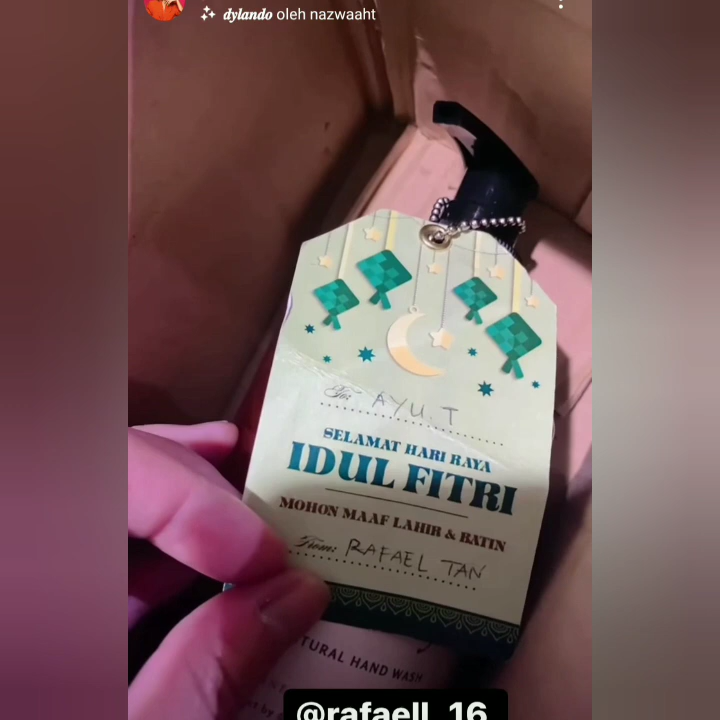 dylando oleh nazwaaht
To: AYU.T
SELAMAT HARI RAYA
IDUL FITRI
MOHON MAAF LAHIR & BATIN
From: RAFAEL TAN
TURAL HAND WASH
@rafaell_16